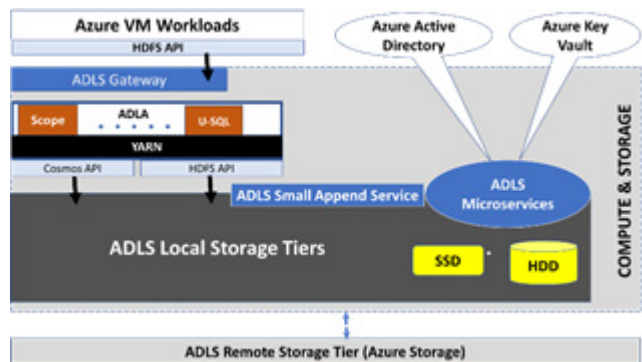 Azure VM Workloads
HDFS API
Azure Active
Directory
Azure Key
Vault
ADLS Gateway
Scope
ADLA
U-SQL
YARN
Cosmos API
HDFS API
ADLS Small Append Service
ADLS
Microservices
COMPUTE & STORAGE
ADLS Local Storage Tiers
SSD
HDD
ADLS Remote Storage Tier (Azure Storage)